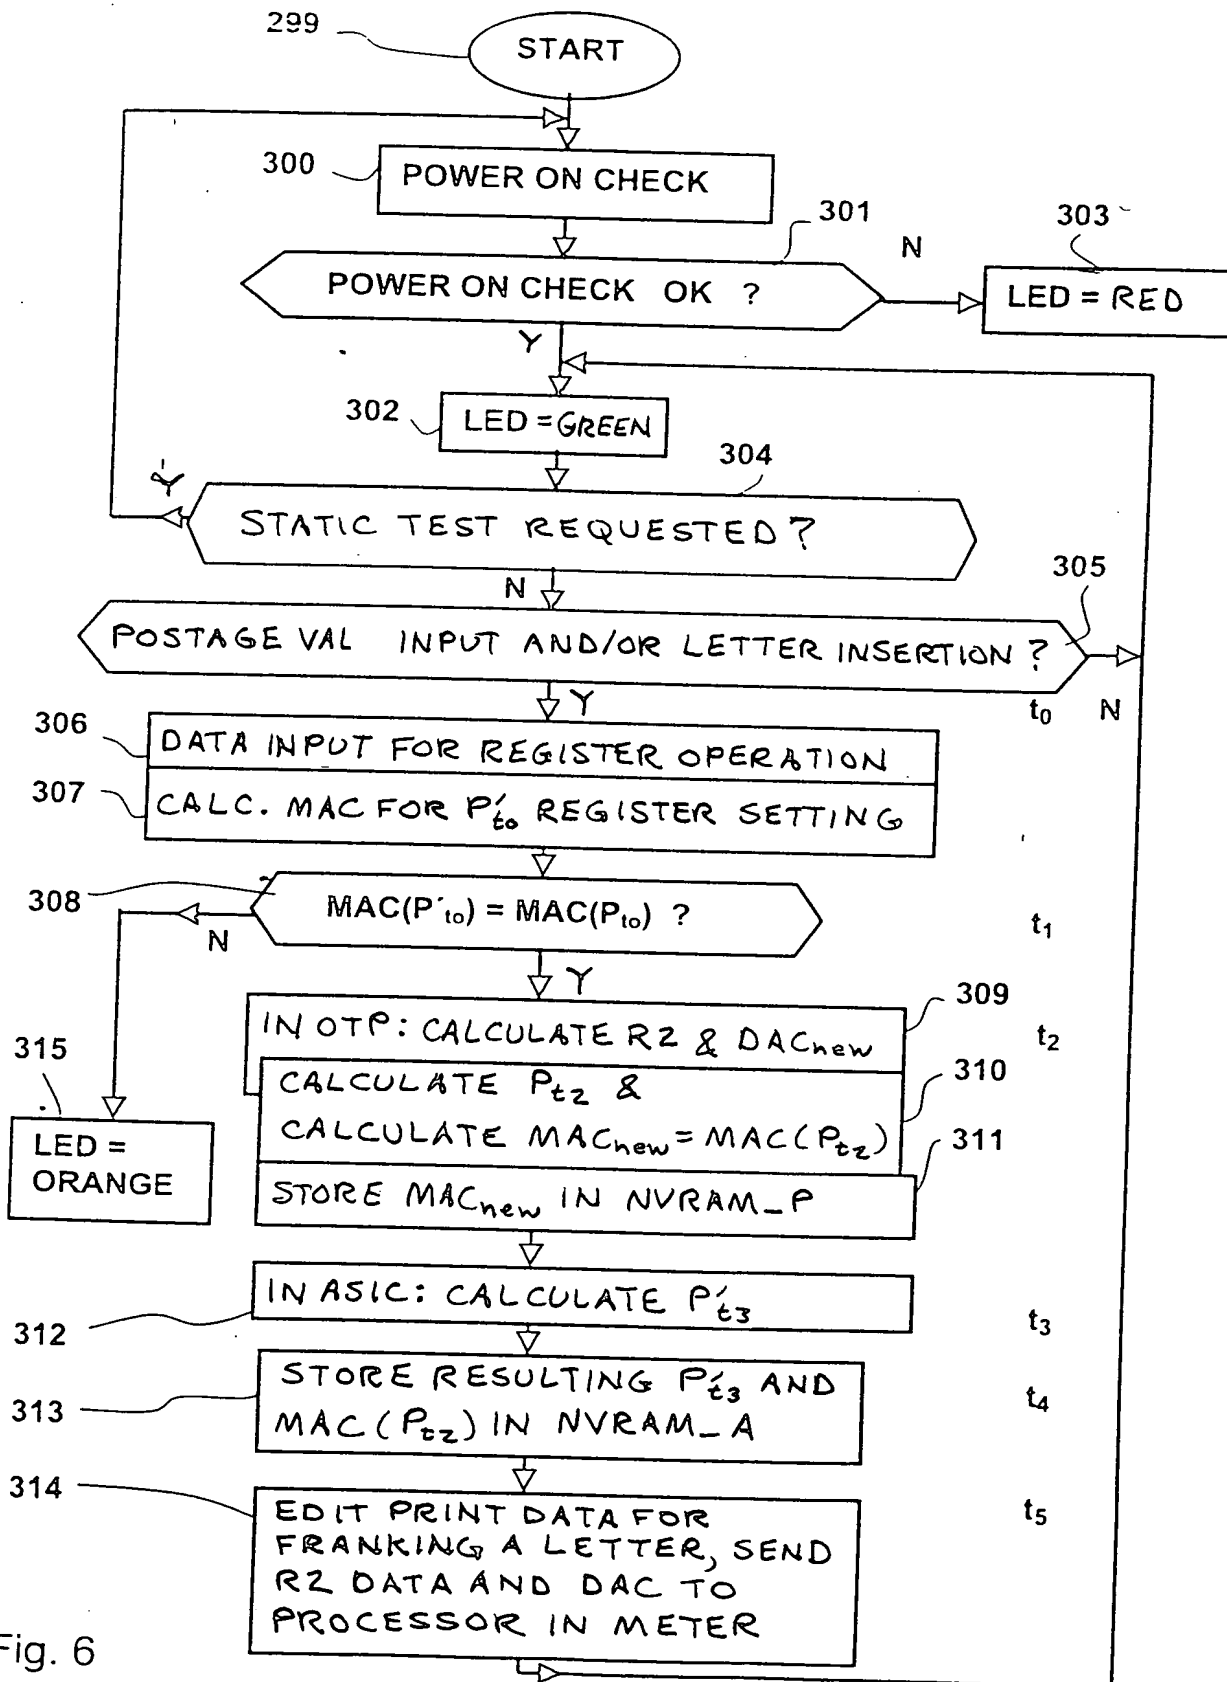 299
START
300
POWER ON CHECK
301
303
N
POWER ON CHECK OK ?
LED = RED
Y
302
LED = GREEN
304
Y
STATIC TEST REQUESTED ?
N
305
POSTAGE VAL INPUT AND/OR LETTER INSERTION ?
Y
t0
N
306
DATA INPUT FOR REGISTER OPERATION
307
CALC. MAC FOR P't0 REGISTER SETTING
308
MAC(P't0) = MAC(Pt0) ?
t1
N
Y
309
IN OTP: CALCULATE R2 & DACnew
t2
315
310
CALCULATE Pt2 &
CALCULATE MACnew = MAC(Pt2)
311
LED =
ORANGE
STORE MACnew IN NVRAM_P
IN ASIC: CALCULATE P't3
312
t3
STORE RESULTING P't3 AND
MAC(Pt2) IN NVRAM_A
313
t4
314
EDIT PRINT DATA FOR
FRANKING A LETTER, SEND
R2 DATA AND DAC TO
PROCESSOR IN METER
t5
Fig. 6